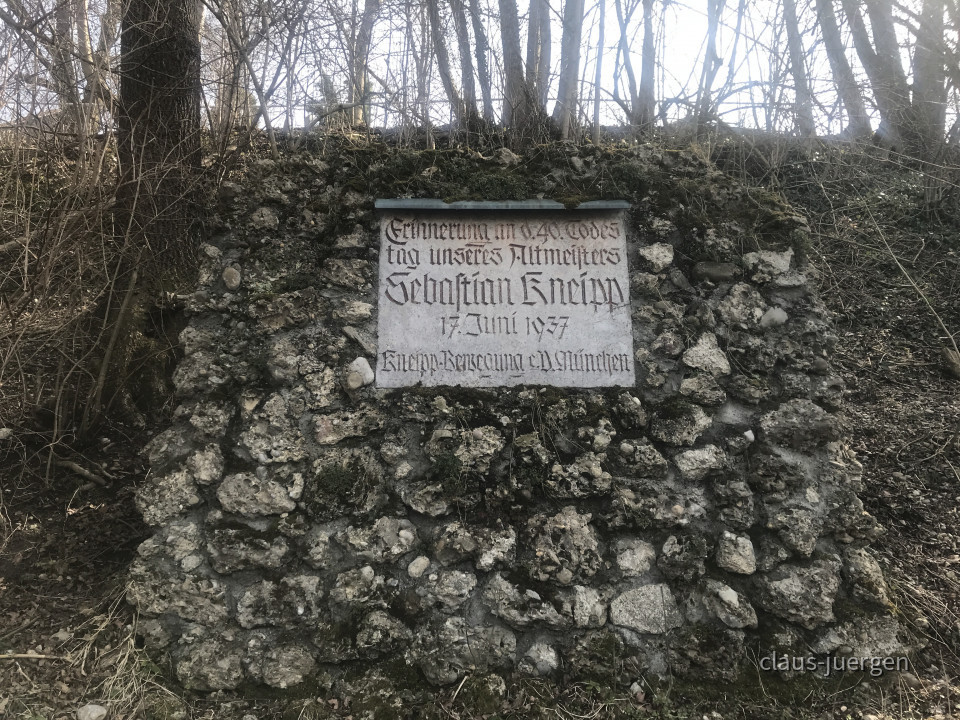 Erinnerung an d. 40. Todes
tag unseres Altmeisters
Sebastian Kneipp
17. Juni 1937
Kneipp-Bewegung e.V. München
claus-juergen